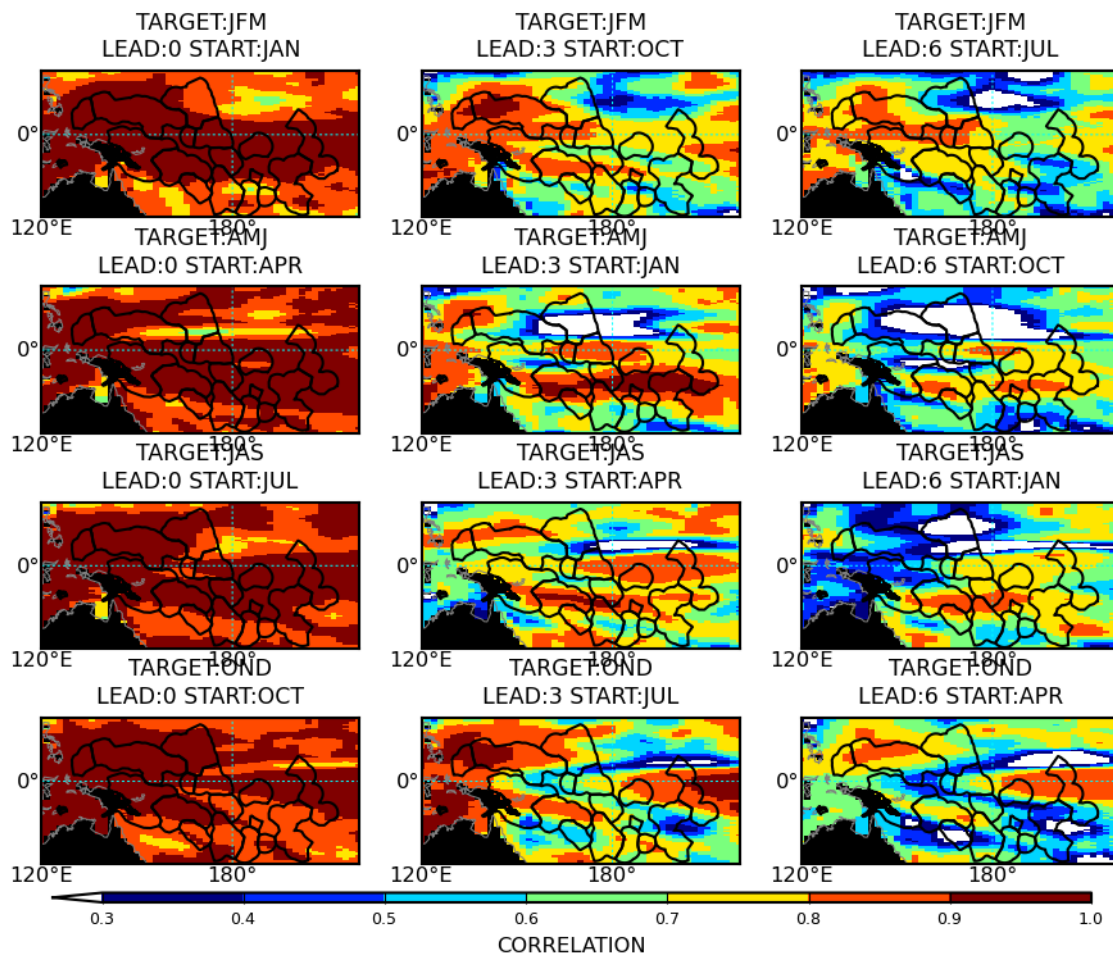 TARGET:JFM
LEAD:0 START:JAN
0°
120°E
180°
TARGET:JFM
LEAD:3 START:OCT
0°
120°E
180°
TARGET:JFM
LEAD:6 START:JUL
0°
120°E
180°
TARGET:AMJ
LEAD:0 START:APR
0°
120°E
180°
TARGET:AMJ
LEAD:3 START:JAN
0°
120°E
180°
TARGET:AMJ
LEAD:6 START:OCT
0°
120°E
180°
TARGET:JAS
LEAD:0 START:JUL
0°
120°E
180°
TARGET:JAS
LEAD:3 START:APR
0°
120°E
180°
TARGET:JAS
LEAD:6 START:JAN
0°
120°E
180°
TARGET:OND
LEAD:0 START:OCT
0°
120°E
180°
TARGET:OND
LEAD:3 START:JUL
0°
120°E
180°
TARGET:OND
LEAD:6 START:APR
0°
120°E
180°
0.3 0.4 0.5 0.6 0.7 0.8 0.9 1.0
CORRELATION